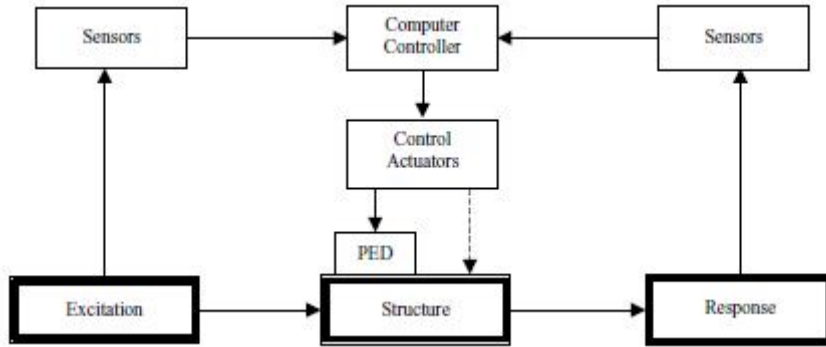 Sensors
Computer
Controller
Sensors
Control
Actuators
PED
Excitation
Structure
Response